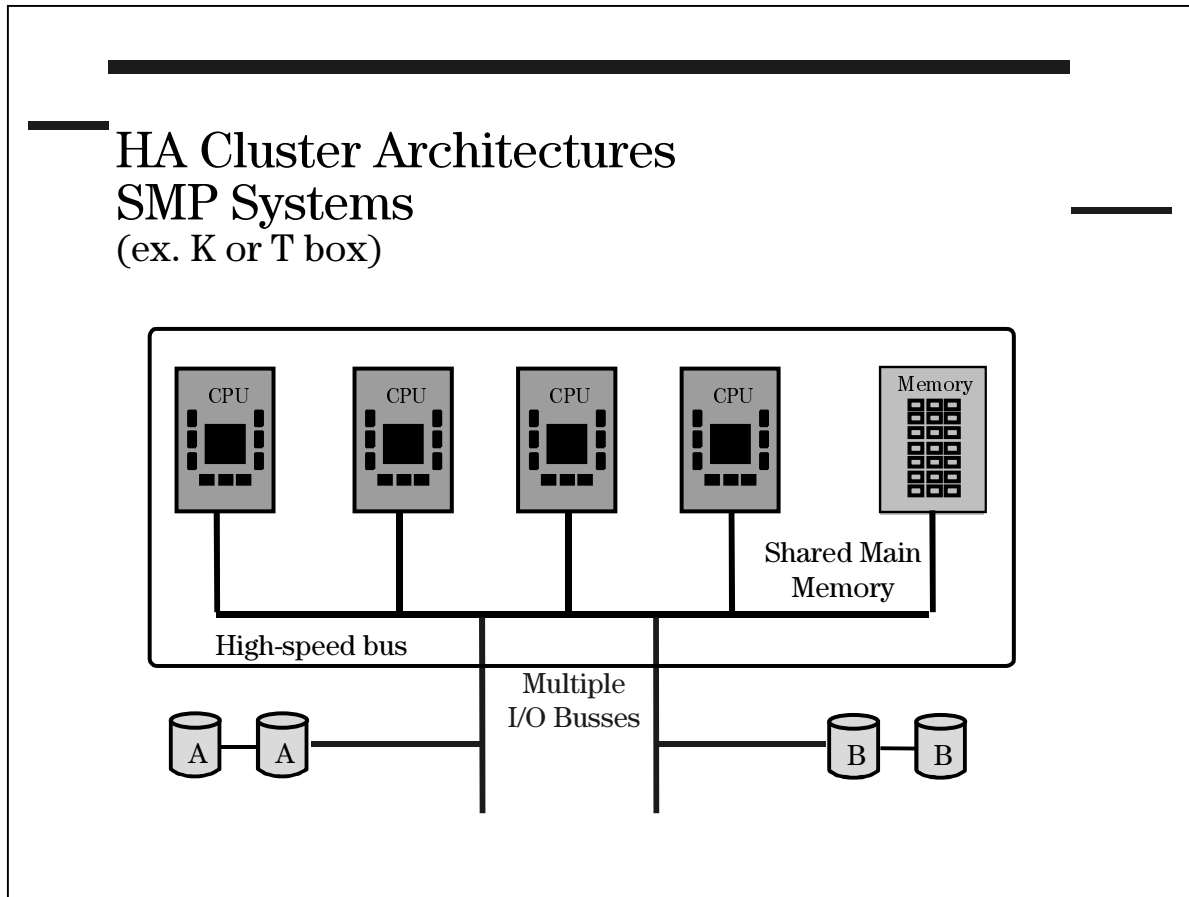 HA Cluster Architectures
SMP Systems
(ex. K or T box)
CPU
CPU
CPU
CPU
Memory
Shared Main
Memory
High-speed bus
Multiple
I/O Busses
A
A
B
B